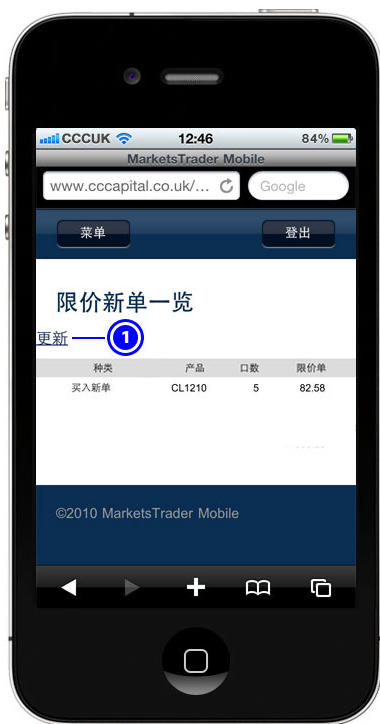 CCCUK 12:46 84%
MarketsTrader Mobile
www.cccapital.co.uk/... Google
菜单 登出
限价新单一览
更新 1
种类 产品 口数 限价单
买入新单 CL1210 5 82.58
©2010 MarketsTrader Mobile